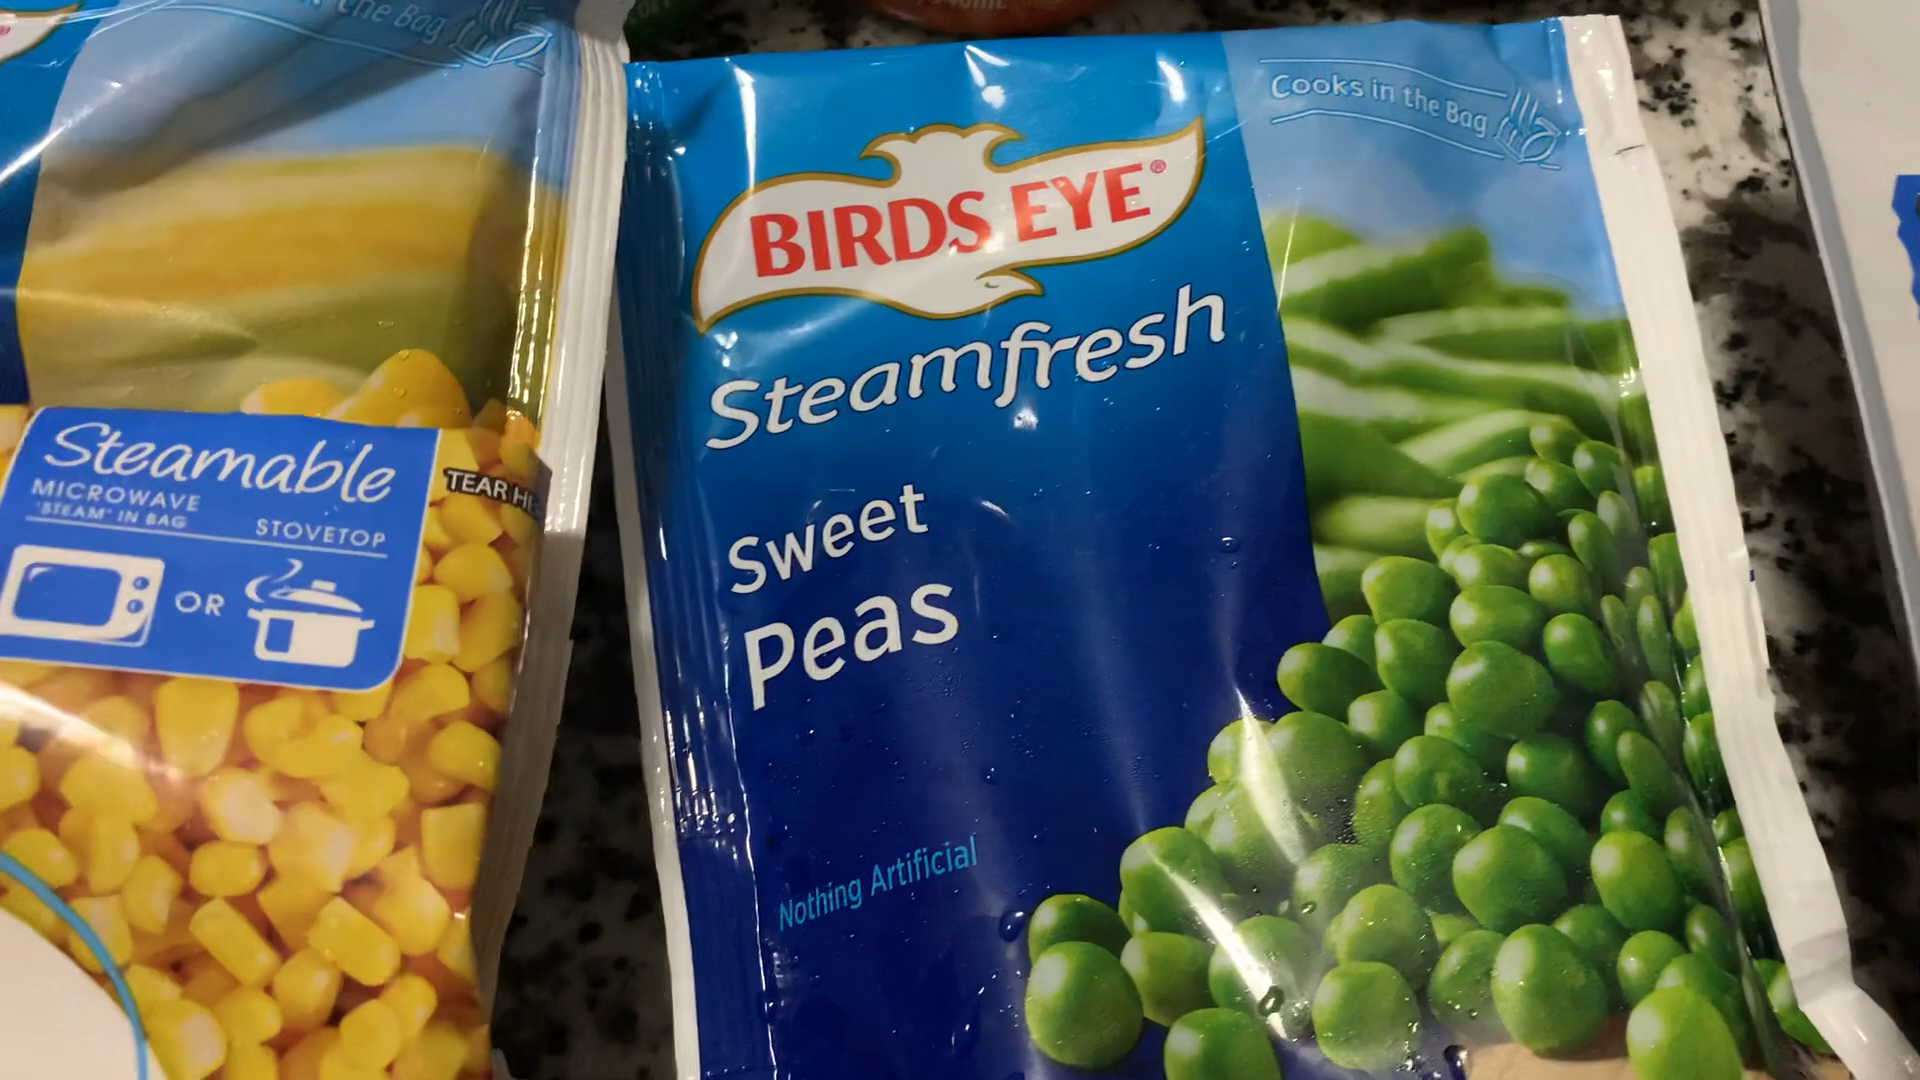 the Bag
Steamable
MICROWAVE
"STEAM" IN BAG
STOVETOP
OR
TEAR
BIRDS EYE®
Steamfresh
Sweet
Peas
Nothing Artificial
Cooks in the Bag